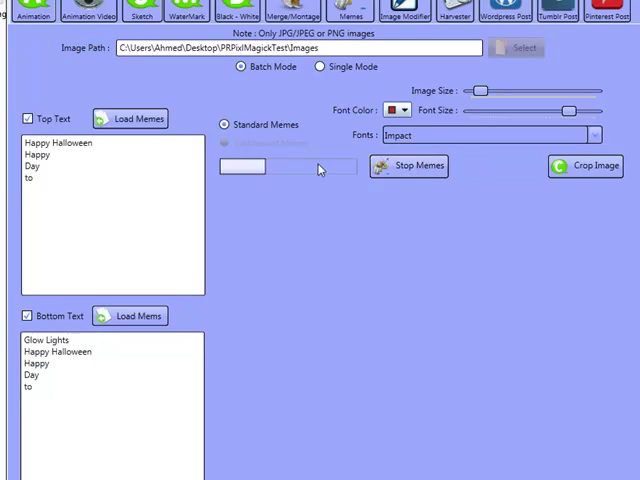 Animation
Animation Video
Sketch
WaterMark
Black - White
Merge/Montage
Memes
Image Modifier
Harvester
Wordpress Post
Tumblr Post
Pinterest Post
Note : Only JPG/JPEG or PNG images
Image Path :
C:\Users\Ahmed\Desktop\PRPixlMagickTest\Images
Select
Batch Mode
Single Mode
Image Size :
Font Color :
Font Size :
Top Text
Load Memes
Standard Memes
Fonts :
Impact
Happy Halloween
Happy
Day
to
Stop Memes
Crop Image
Bottom Text
Load Mems
Glow Lights
Happy Halloween
Happy
Day
to